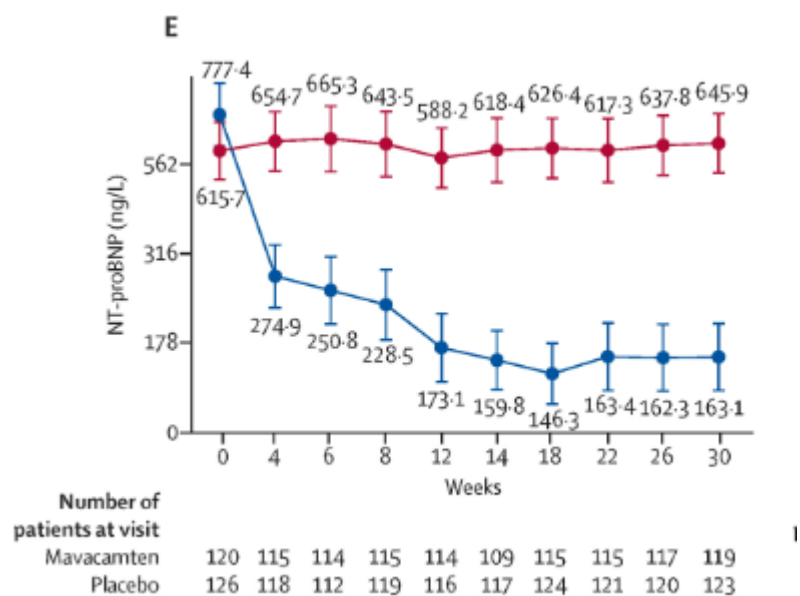 E
777·4
654·7 665·3 643·5 588·2 618·4 626·4 617·3 637·8 645·9
615·7
274·9 250·8 228·5 173·1 159·8 146·3 163·4 162·3 163·1
NT-proBNP (ng/L)
562
316
178
0
0 4 6 8 12 14 18 22 26 30
Weeks
Number of
patients at visit
Mavacamten 120 115 114 115 114 109 115 115 117 119
Placebo 126 118 112 119 116 117 124 121 120 123